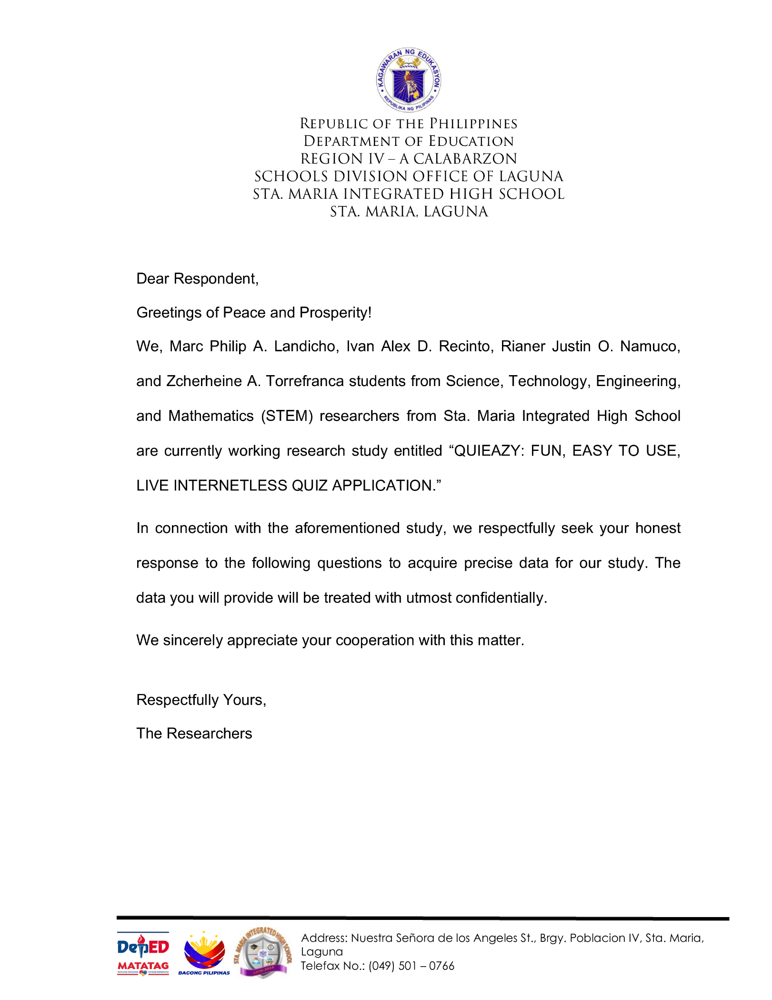 KAGAWARAN NG EDUKASYON
REPUBLIKA NG PILIPINAS
REPUBLIC OF THE PHILIPPINES
DEPARTMENT OF EDUCATION
REGION IV – A CALABARZON
SCHOOLS DIVISION OFFICE OF LAGUNA
STA. MARIA INTEGRATED HIGH SCHOOL
STA. MARIA, LAGUNA
Dear Respondent,
Greetings of Peace and Prosperity!
We, Marc Philip A. Landicho, Ivan Alex D. Recinto, Rianer Justin O. Namuco,
and Zcherheine A. Torrefranca students from Science, Technology, Engineering,
and Mathematics (STEM) researchers from Sta. Maria Integrated High School
are currently working research study entitled “QUIEAZY: FUN, EASY TO USE,
LIVE INTERNETLESS QUIZ APPLICATION.”
In connection with the aforementioned study, we respectfully seek your honest
response to the following questions to acquire precise data for our study. The
data you will provide will be treated with utmost confidentially.
We sincerely appreciate your cooperation with this matter.
Respectfully Yours,
The Researchers
DepED
MATATAG
BAGONG PILIPINAS
STA. MARIA INTEGRATED HIGH SCHOOL
1970-2016
Address: Nuestra Señora de los Angeles St., Brgy. Poblacion IV, Sta. Maria,
Laguna
Telefax No.: (049) 501 – 0766